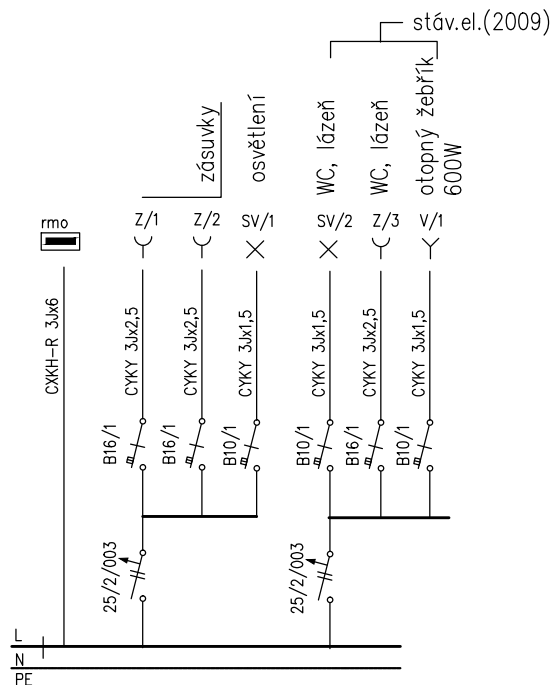 stáv.el.(2009)
zásuvky
osvětlení
WC, lázeň
WC, lázeň
otopný žebřík
600W
rmo
Z/1
Z/2
SV/1
SV/2
Z/3
V/1
CXKH-R 3Jx6
CYKY 3Jx2,5
CYKY 3Jx2,5
CYKY 3Jx1,5
CYKY 3Jx1,5
CYKY 3Jx2,5
CYKY 3Jx1,5
B16/1
B16/1
B10/1
B10/1
B16/1
B10/1
25/2/003
25/2/003
L
N
PE